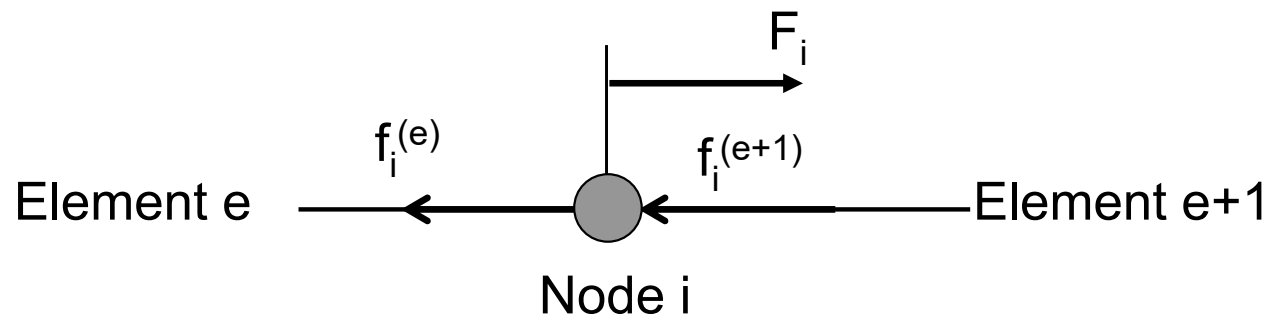 F_i
f_i^(e)
f_i^(e+1)
Element e
Element e+1
Node i